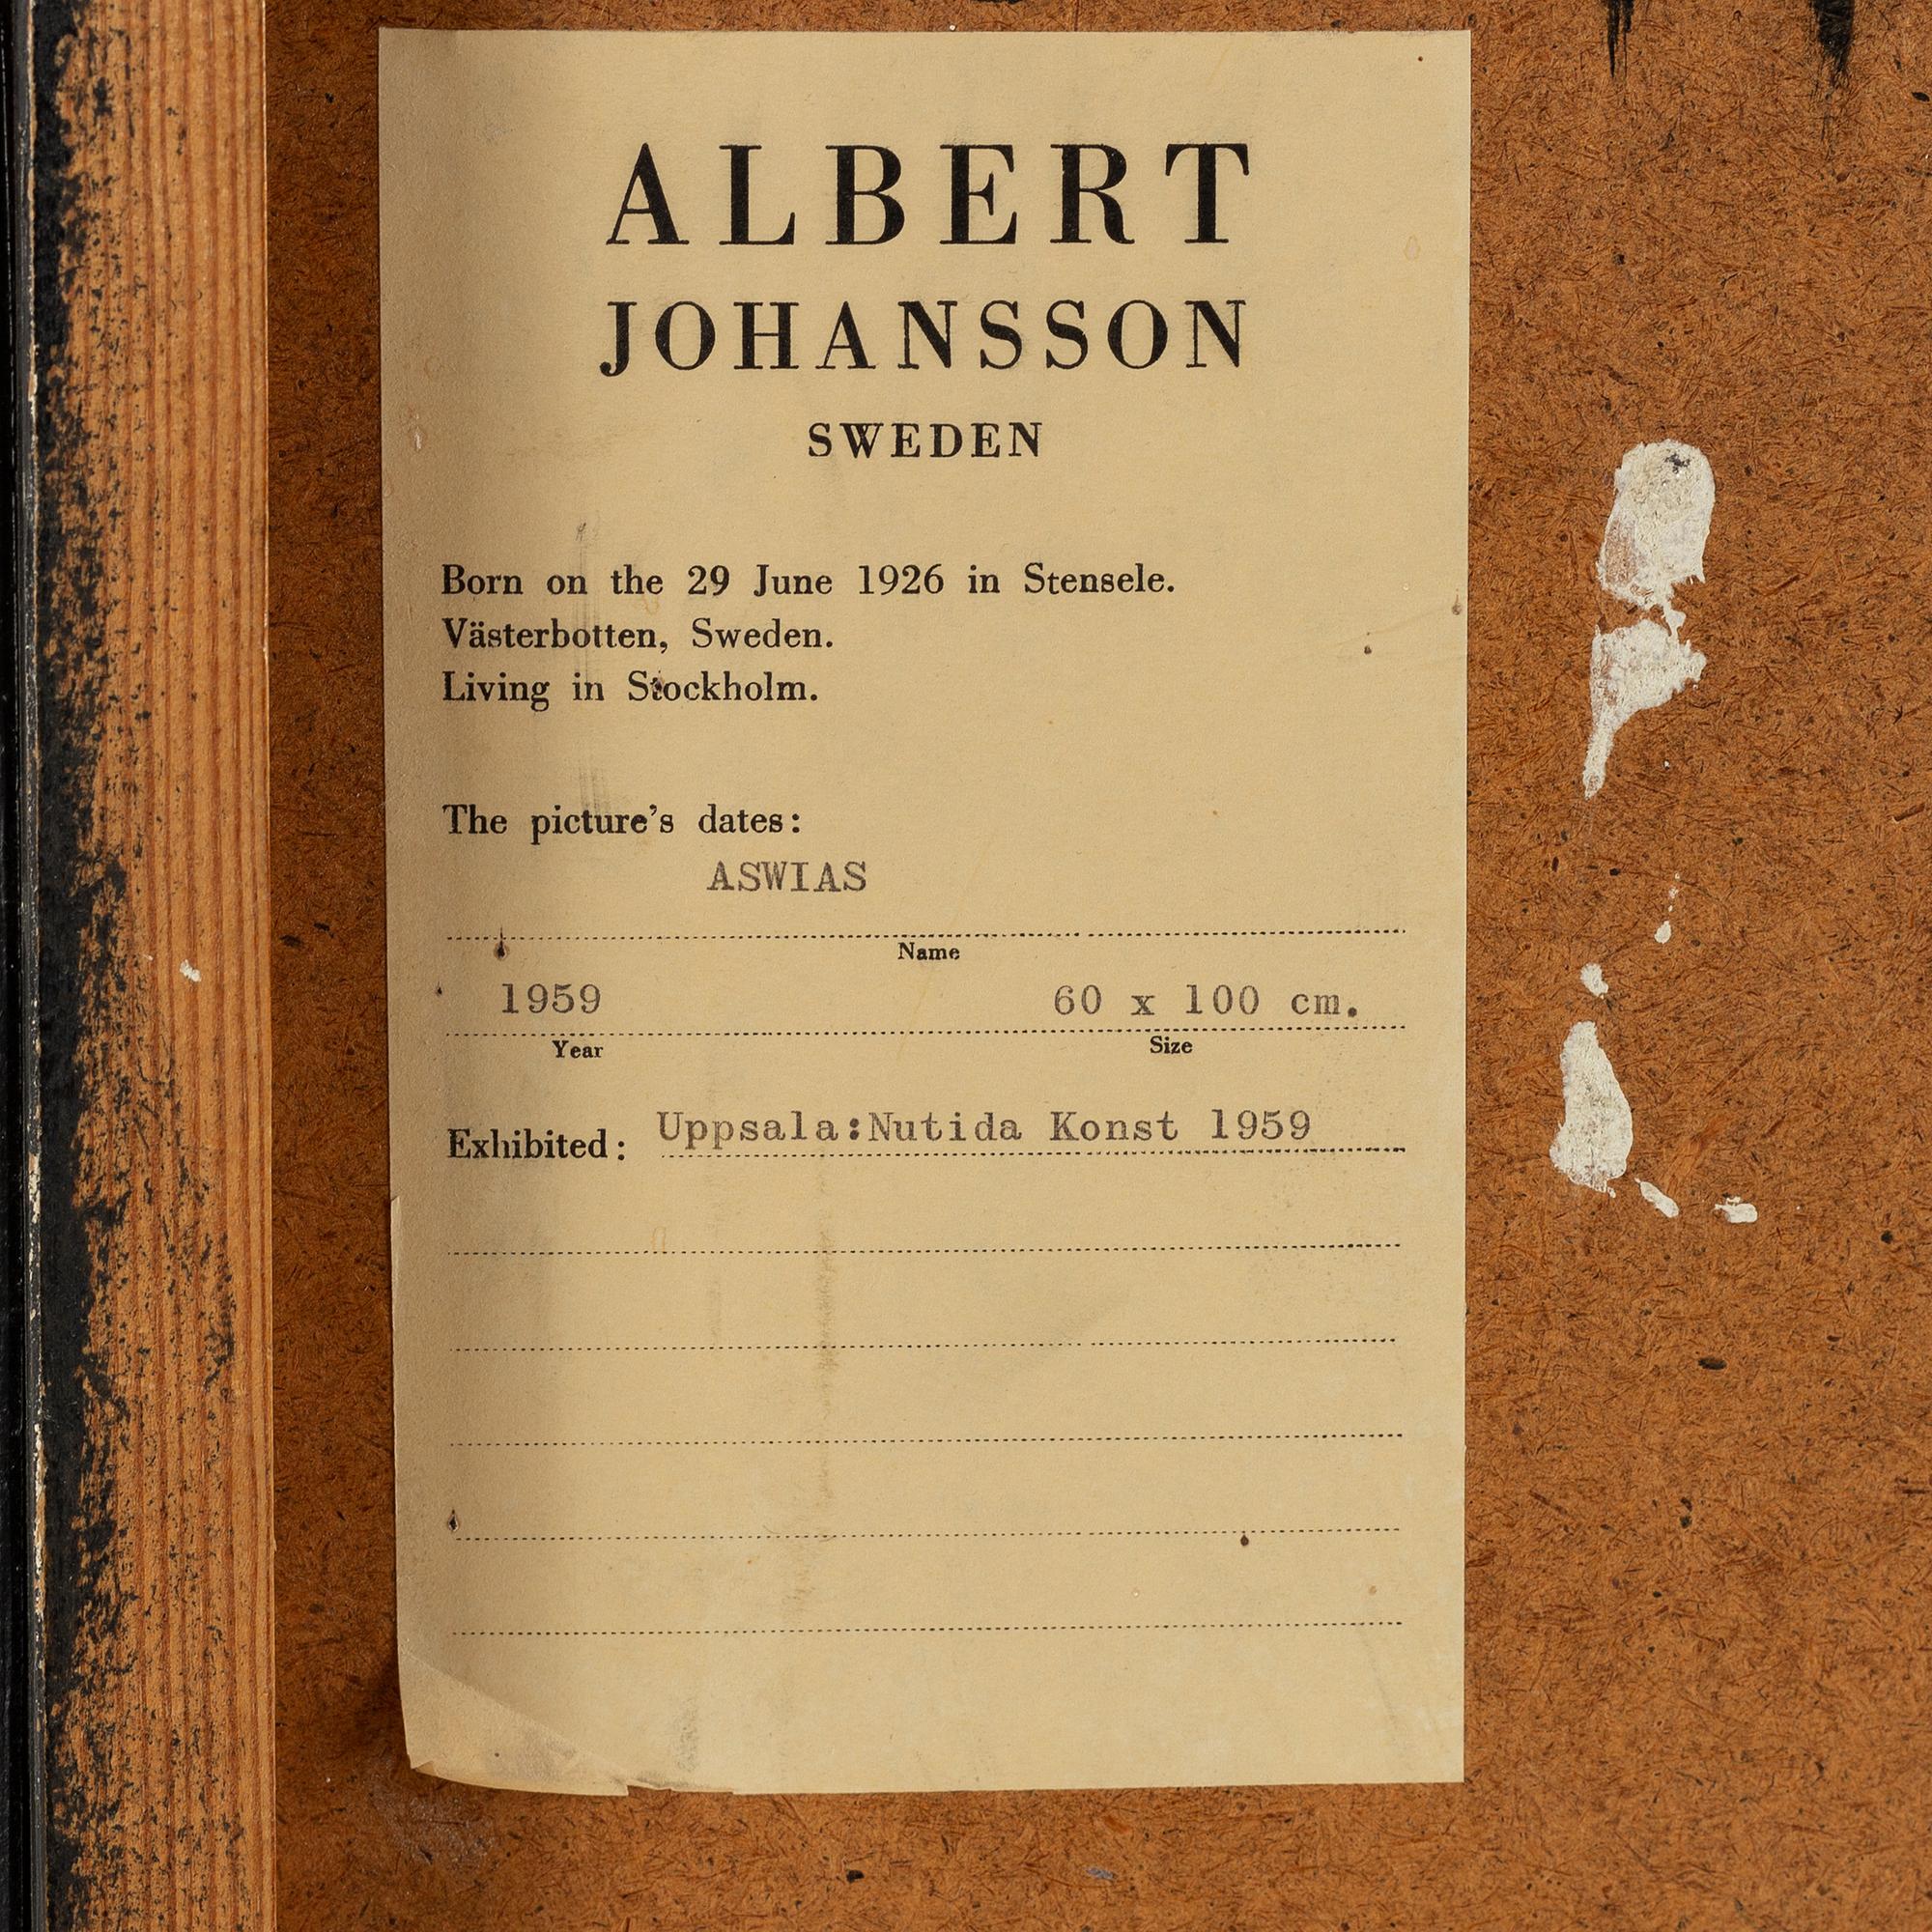 ALBERT
JOHANSSON
SWEDEN
Born on the 29 June 1926 in Stensele.
Västerbotten, Sweden.
Living in Stockholm.
The picture's dates:
ASWIAS
Name
1959 60 x 100 cm.
Year Size
Exhibited: Uppsala:Nutida Konst 1959